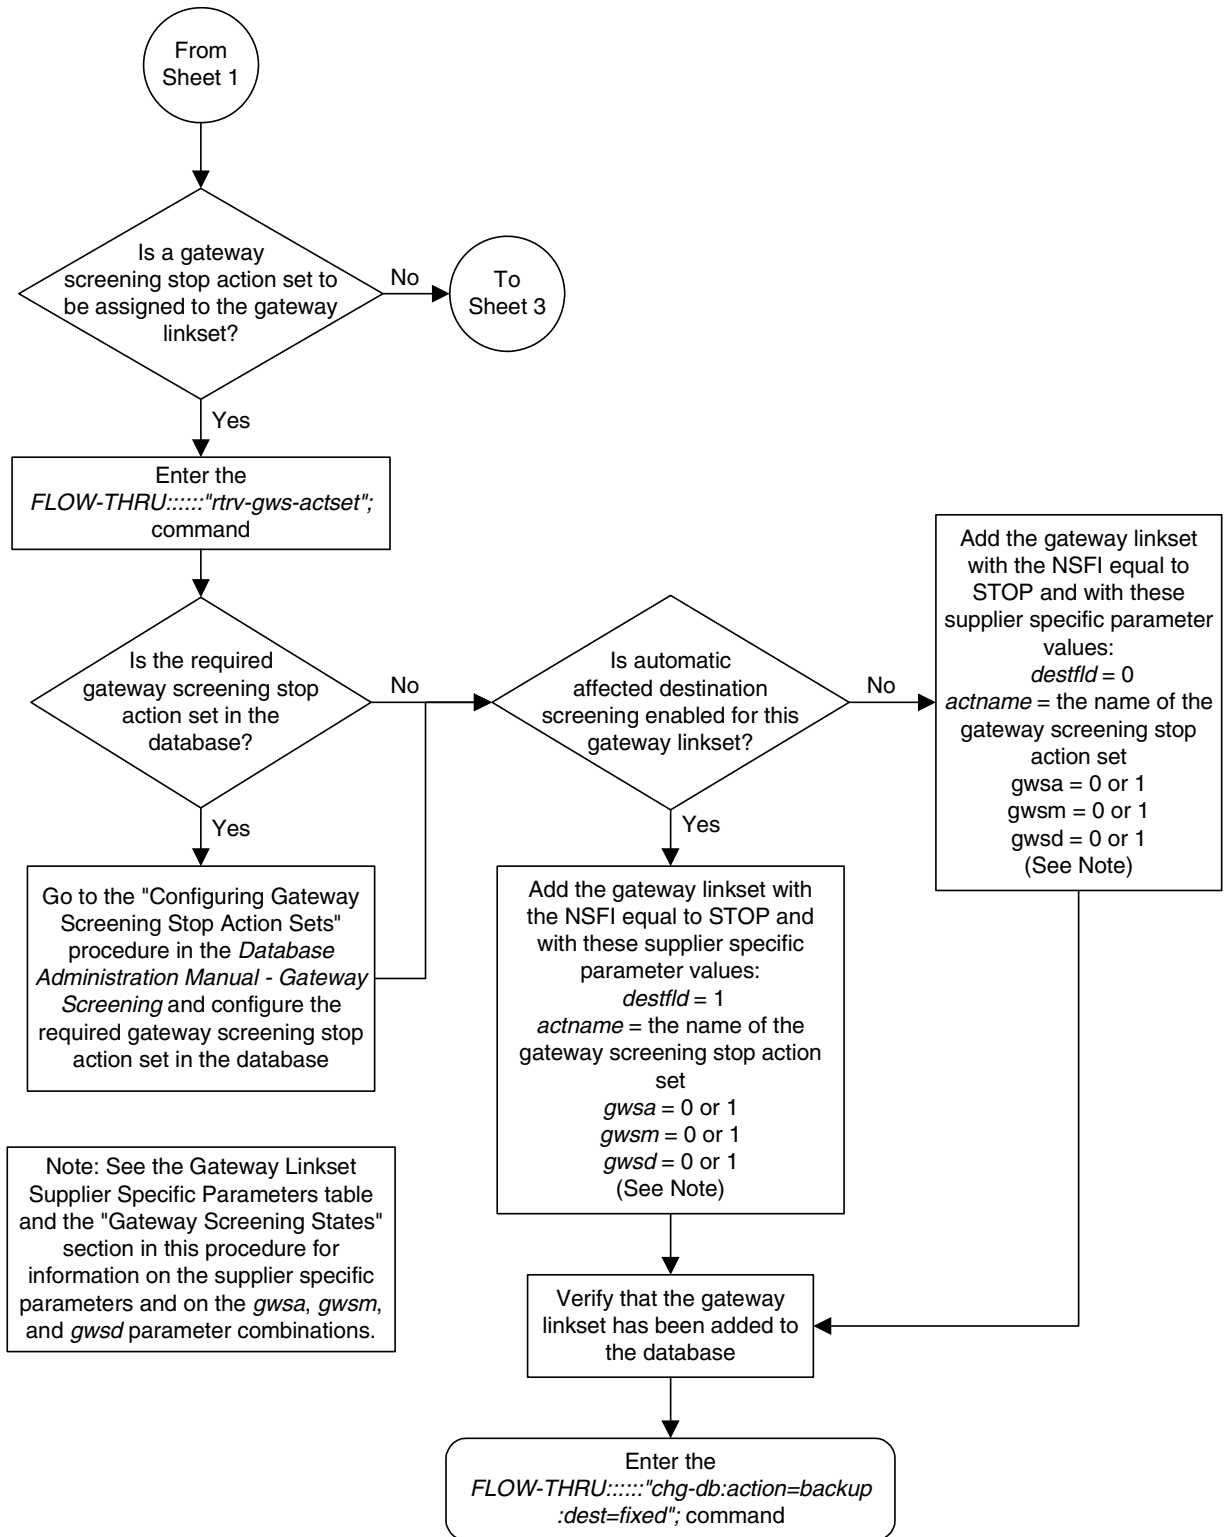 From
Sheet 1
Is a gateway
screening stop action set to
be assigned to the gateway
linkset?
No
To
Sheet 3
Yes
Enter the
FLOW-THRU::::::"rtrv-gws-actset";
command
Is the required
gateway screening stop
action set in the
database?
No
Yes
Go to the "Configuring Gateway
Screening Stop Action Sets"
procedure in the Database
Administration Manual - Gateway
Screening and configure the
required gateway screening stop
action set in the database
Is automatic
affected destination
screening enabled for this
gateway linkset?
No
Yes
Add the gateway linkset
with the NSFI equal to
STOP and with these
supplier specific parameter
values:
destfld = 0
actname = the name of the
gateway screening stop
action set
gwsa = 0 or 1
gwsm = 0 or 1
gwsd = 0 or 1
(See Note)
Add the gateway linkset with
the NSFI equal to STOP and
with these supplier specific
parameter values:
destfld = 1
actname = the name of the
gateway screening stop action
set
gwsa = 0 or 1
gwsm = 0 or 1
gwsd = 0 or 1
(See Note)
Note: See the Gateway Linkset
Supplier Specific Parameters table
and the "Gateway Screening States"
section in this procedure for
information on the supplier specific
parameters and on the gwsa, gwsm,
and gwsd parameter combinations.
Verify that the gateway
linkset has been added to
the database
Enter the
FLOW-THRU::::::"chg-db:action=backup
:dest=fixed"; command